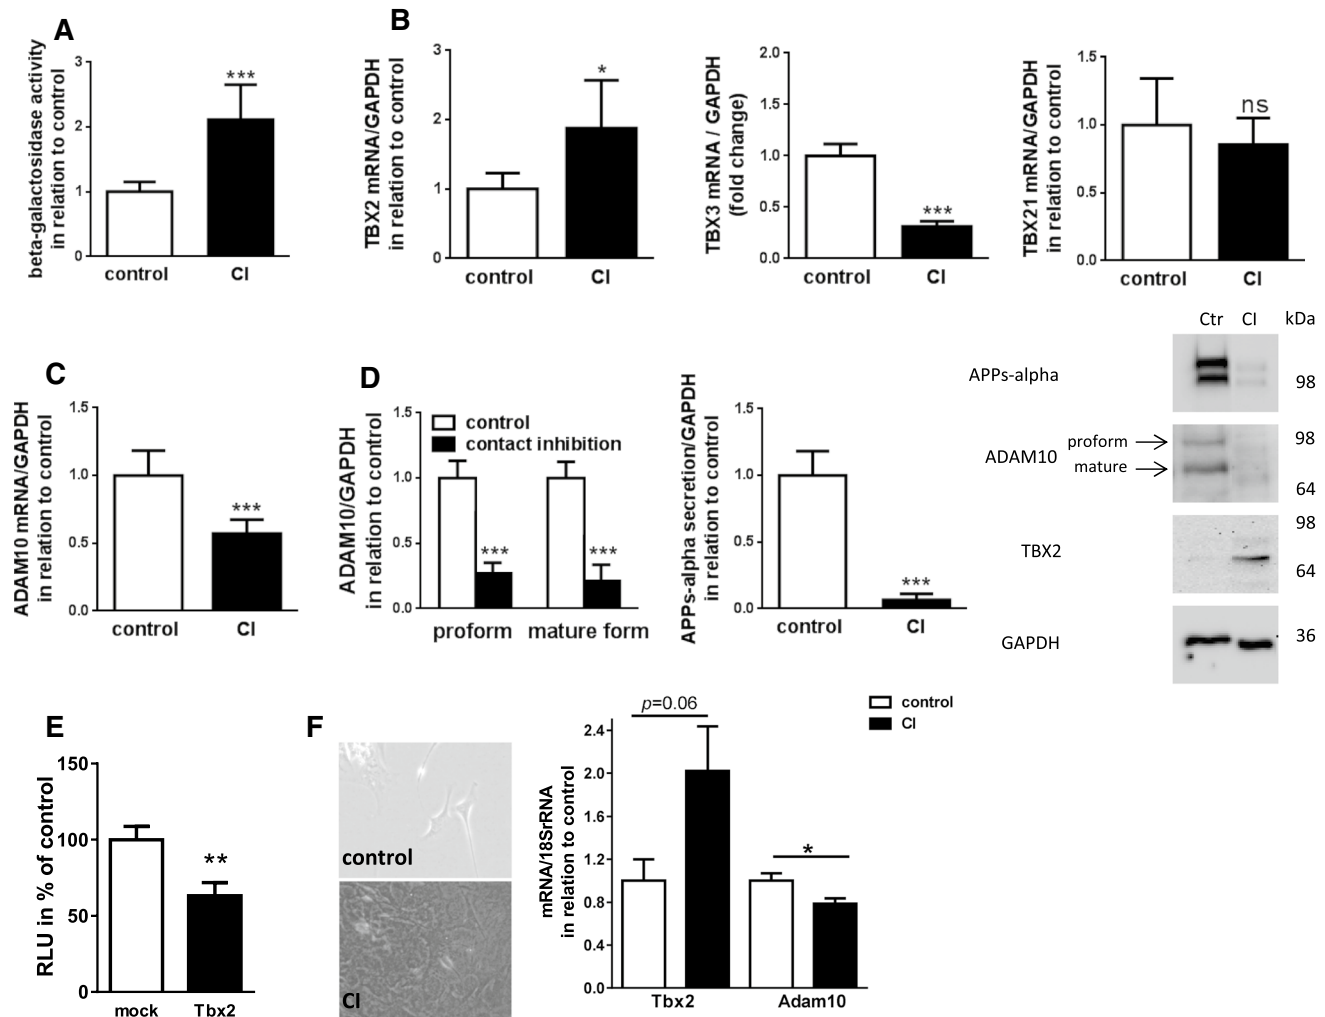 A
beta-galactosidase activity
in relation to control
3
2
1
0
***
control
CI
B
TBX2 mRNA/GAPDH
in relation to control
3
2
1
0
*
control
CI
TBX3 mRNA / GAPDH
(fold change)
2.0
1.5
1.0
0.5
0.0
***
control
CI
TBX21 mRNA/GAPDH
in relation to control
1.5
1.0
0.5
0.0
ns
control
CI
C
ADAM10 mRNA/GAPDH
in relation to control
1.5
1.0
0.5
0.0
***
control
CI
D
ADAM10/GAPDH
in relation to control
1.5
1.0
0.5
0.0
control
contact inhibition
***
***
proform
mature form
APPs-alpha secretion/GAPDH
in relation to control
1.5
1.0
0.5
0.0
***
control
CI
Ctr CI kDa
APPs-alpha
98
ADAM10
proform
mature
98
64
TBX2
98
64
GAPDH
36
E
RLU in % of control
150
100
50
0
**
mock
Tbx2
F
control
CI
mRNA/18SrRNA
in relation to control
2.4
2.0
1.6
1.2
0.8
0.4
0.0
p=0.06
*
control
CI
Tbx2
Adam10